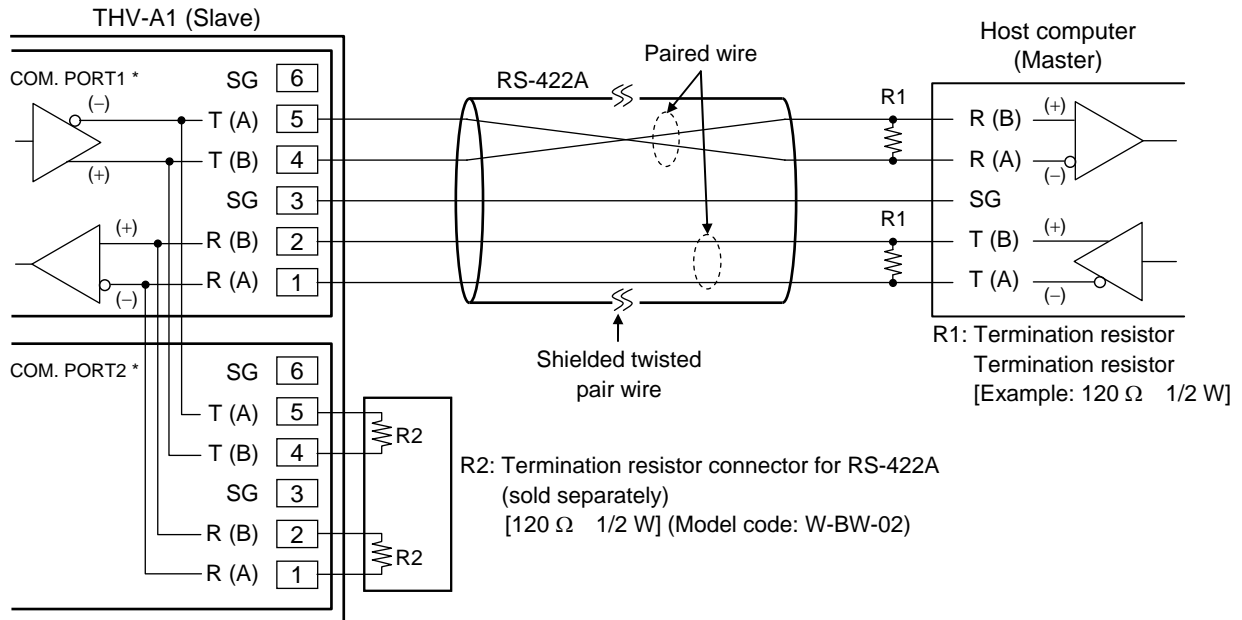 THV-A1 (Slave)
COM. PORT1 *
SG 6
(−)
T (A) 5
T (B) 4
(+)
SG 3
(+)
R (B) 2
R (A) 1
(−)
COM. PORT2 *
SG 6
T (A) 5
T (B) 4
SG 3
R (B) 2
R (A) 1
R2
R2
RS-422A
Paired wire
Shielded twisted
pair wire
R1
R1
Host computer
(Master)
R (B) (+)
R (A) (−)
SG
T (B) (+)
T (A) (−)
R1: Termination resistor
Termination resistor
[Example: 120 Ω 1/2 W]
R2: Termination resistor connector for RS-422A
(sold separately)
[120 Ω 1/2 W] (Model code: W-BW-02)